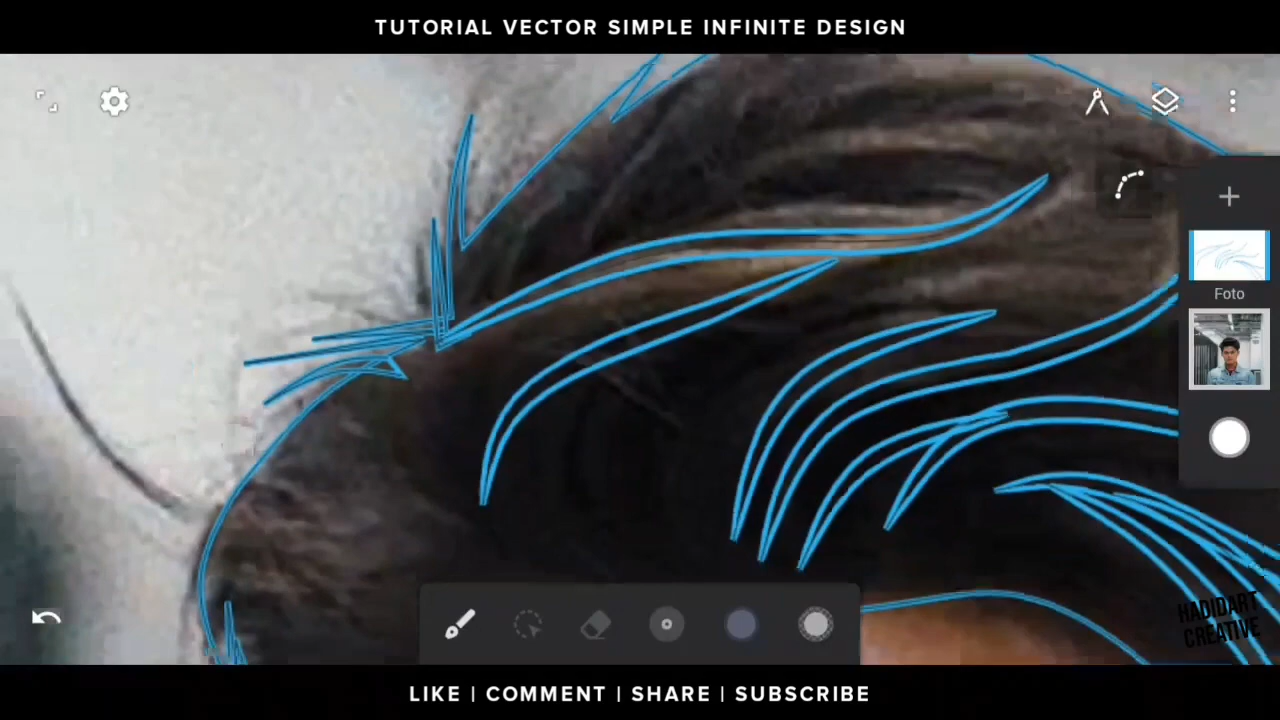 TUTORIAL VECTOR SIMPLE INFINITE DESIGN
Foto
HADIDART
CREATIVE
LIKE | COMMENT | SHARE | SUBSCRIBE